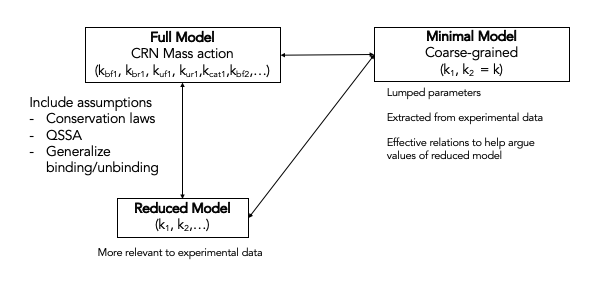 Full Model
CRN Mass action
(kbf1, kbr1, kuf1, kur1,kcat1,kbf2,...)
Minimal Model
Coarse-grained
(k1, k2 = k)
Lumped parameters
Extracted from experimental data
Effective relations to help argue
values of reduced model
Include assumptions
- Conservation laws
- QSSA
- Generalize
binding/unbinding
Reduced Model
(k1, k2,...)
More relevant to experimental data